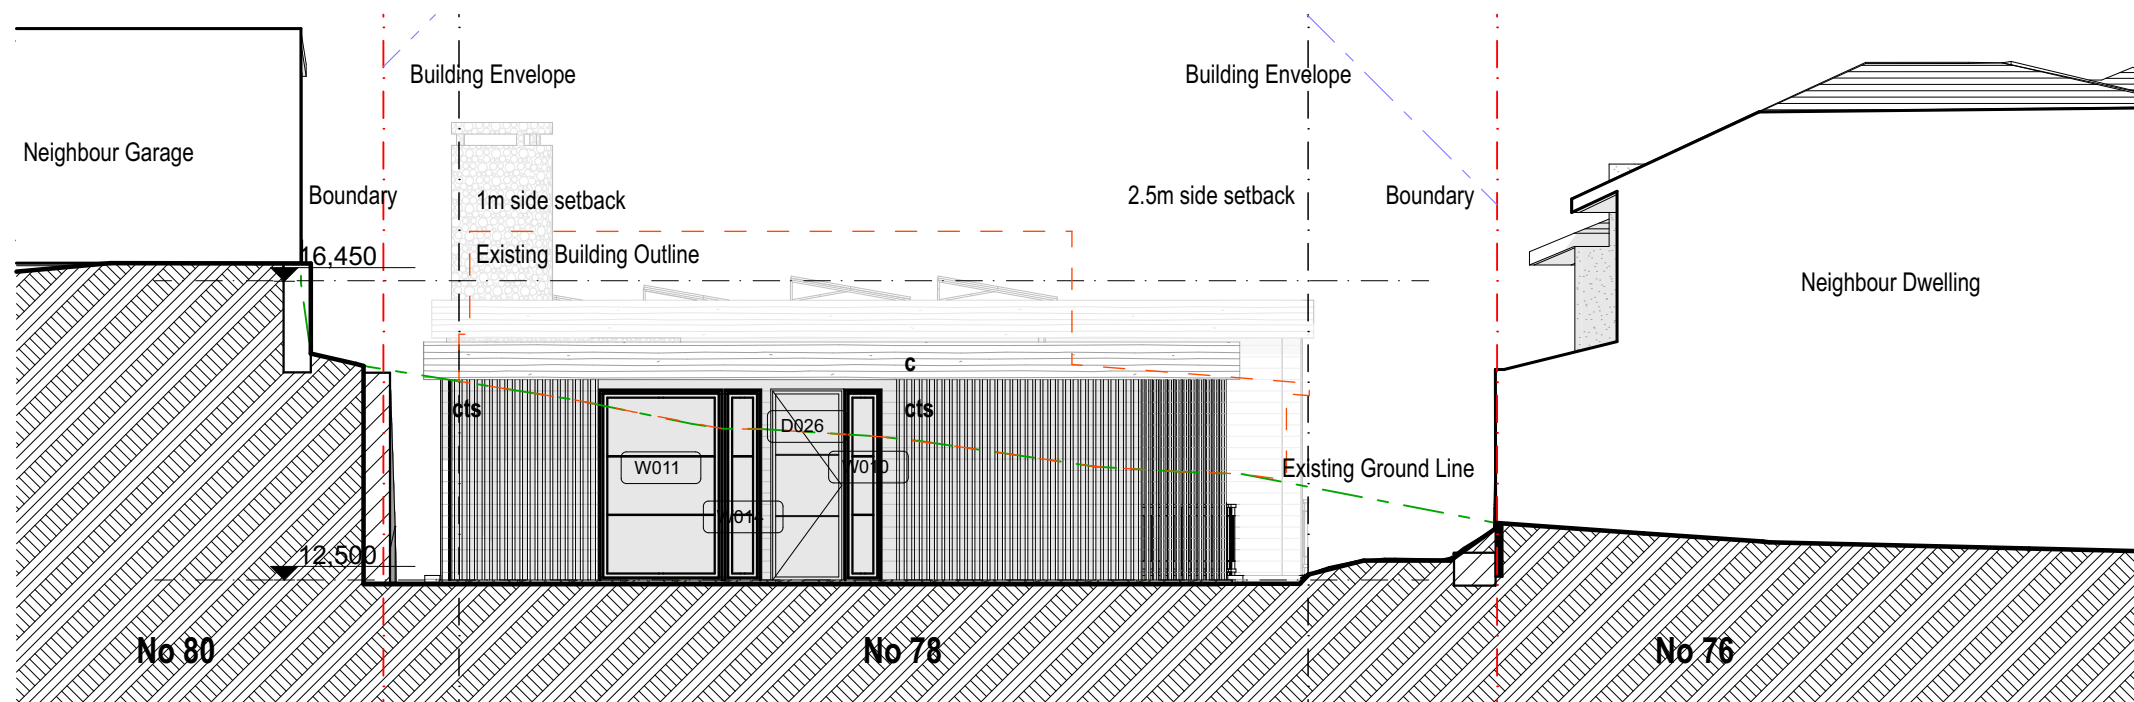 Building Envelope
Building Envelope
Neighbour Garage
Boundary
1m side setback
2.5m side setback
Boundary
16,450
Existing Building Outline
Neighbour Dwelling
c
cts
cts
D026
W011
W010
Existing Ground Line
W014
12,500
No 80
No 78
No 76